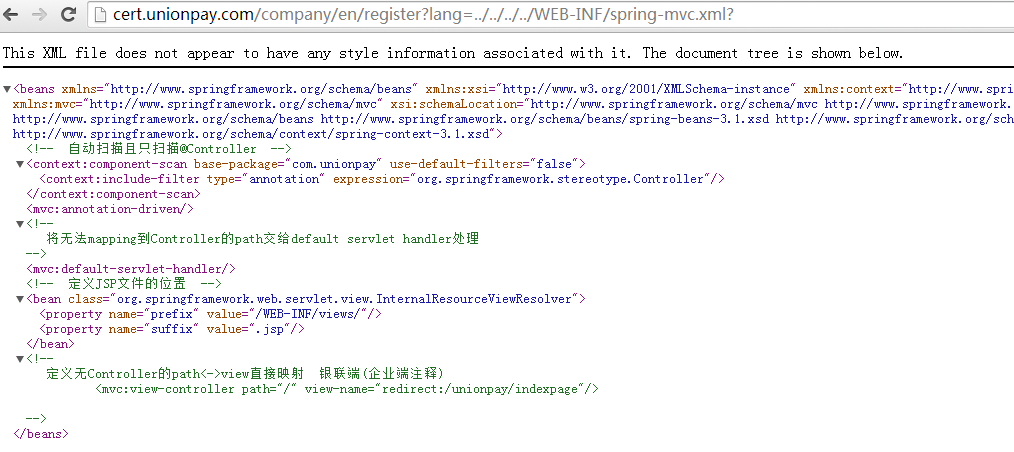 cert.unionpay.com/company/en/register?lang=../../../../WEB-INF/spring-mvc.xml?
This XML file does not appear to have any style information associated with it. The document tree is shown below.
▼<beans xmlns="http://www.springframework.org/schema/beans" xmlns:xsi="http://www.w3.org/2001/XMLSchema-instance" xmlns:context="http://www.spri
xmlns:mvc="http://www.springframework.org/schema/mvc" xsi:schemaLocation="http://www.springframework.org/schema/mvc http://www.springframework.
http://www.springframework.org/schema/beans http://www.springframework.org/schema/beans/spring-beans-3.1.xsd http://www.springframework.org/sch
http://www.springframework.org/schema/context/spring-context-3.1.xsd">
<!-- 自动扫描且只扫描@Controller -->
▼<context:component-scan base-package="com.unionpay" use-default-filters="false">
<context:include-filter type="annotation" expression="org.springframework.stereotype.Controller"/>
</context:component-scan>
<mvc:annotation-driven/>
▼<!--
将无法mapping到Controller的path交给default servlet handler处理
-->
<mvc:default-servlet-handler/>
<!-- 定义JSP文件的位置 -->
▼<bean class="org.springframework.web.servlet.view.InternalResourceViewResolver">
<property name="prefix" value="/WEB-INF/views/"/>
<property name="suffix" value=".jsp"/>
</bean>
▼<!--
定义无Controller的path<->view直接映射 银联端(企业端注释)
<mvc:view-controller path="/" view-name="redirect:/unionpay/indexpage"/>
-->
</beans>